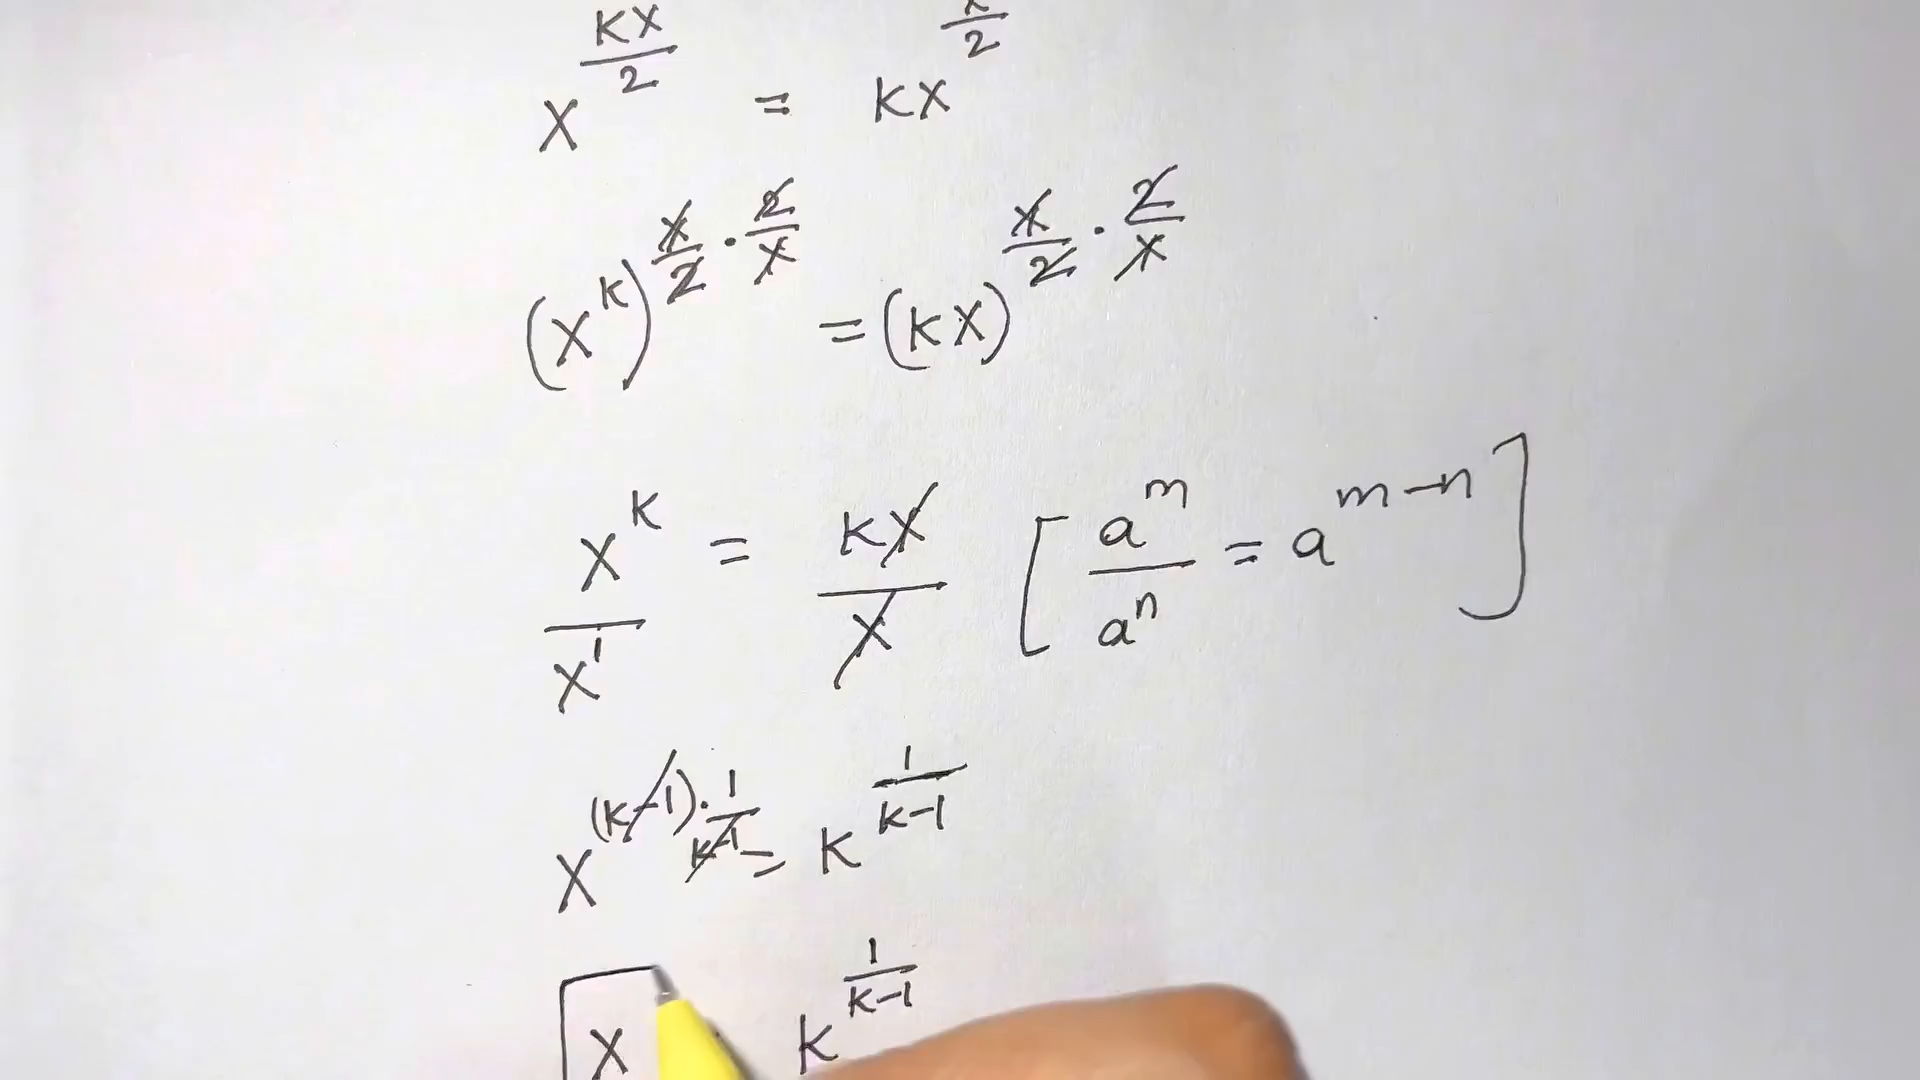 x^(kx/2) = kx^(x/2)
(x^k)^(x/2 · 2/x) = (kx)^(x/2 · 2/x)
x^k/x^1 = kx/x [a^m/a^n = a^(m-n)]
x^((k-1)·1/(k-1)) = k^(1/(k-1))
x k^(1/(k-1))